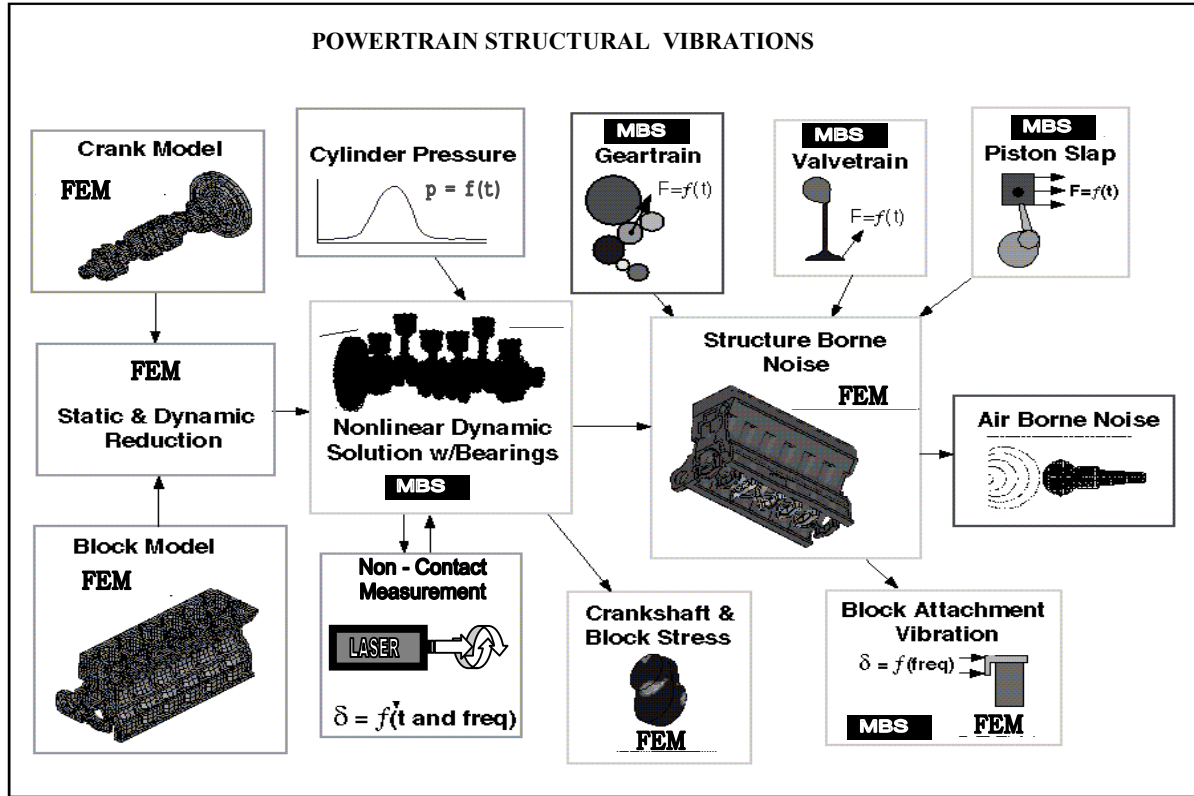 POWERTRAIN STRUCTURAL VIBRATIONS
Crank Model
FEM
Cylinder Pressure
p = f(t)
MBS
Geartrain
F=f(t)
MBS
Valvetrain
F=f(t)
MBS
Piston Slap
F=f(t)
FEM
Static & Dynamic
Reduction
Nonlinear Dynamic
Solution w/Bearings
MBS
Structure Borne
Noise
FEM
Air Borne Noise
Block Model
FEM
Non - Contact
Measurement
LASER
δ = f(t and freq)
Crankshaft &
Block Stress
FEM
Block Attachment
Vibration
δ = f(freq)
MBS
FEM